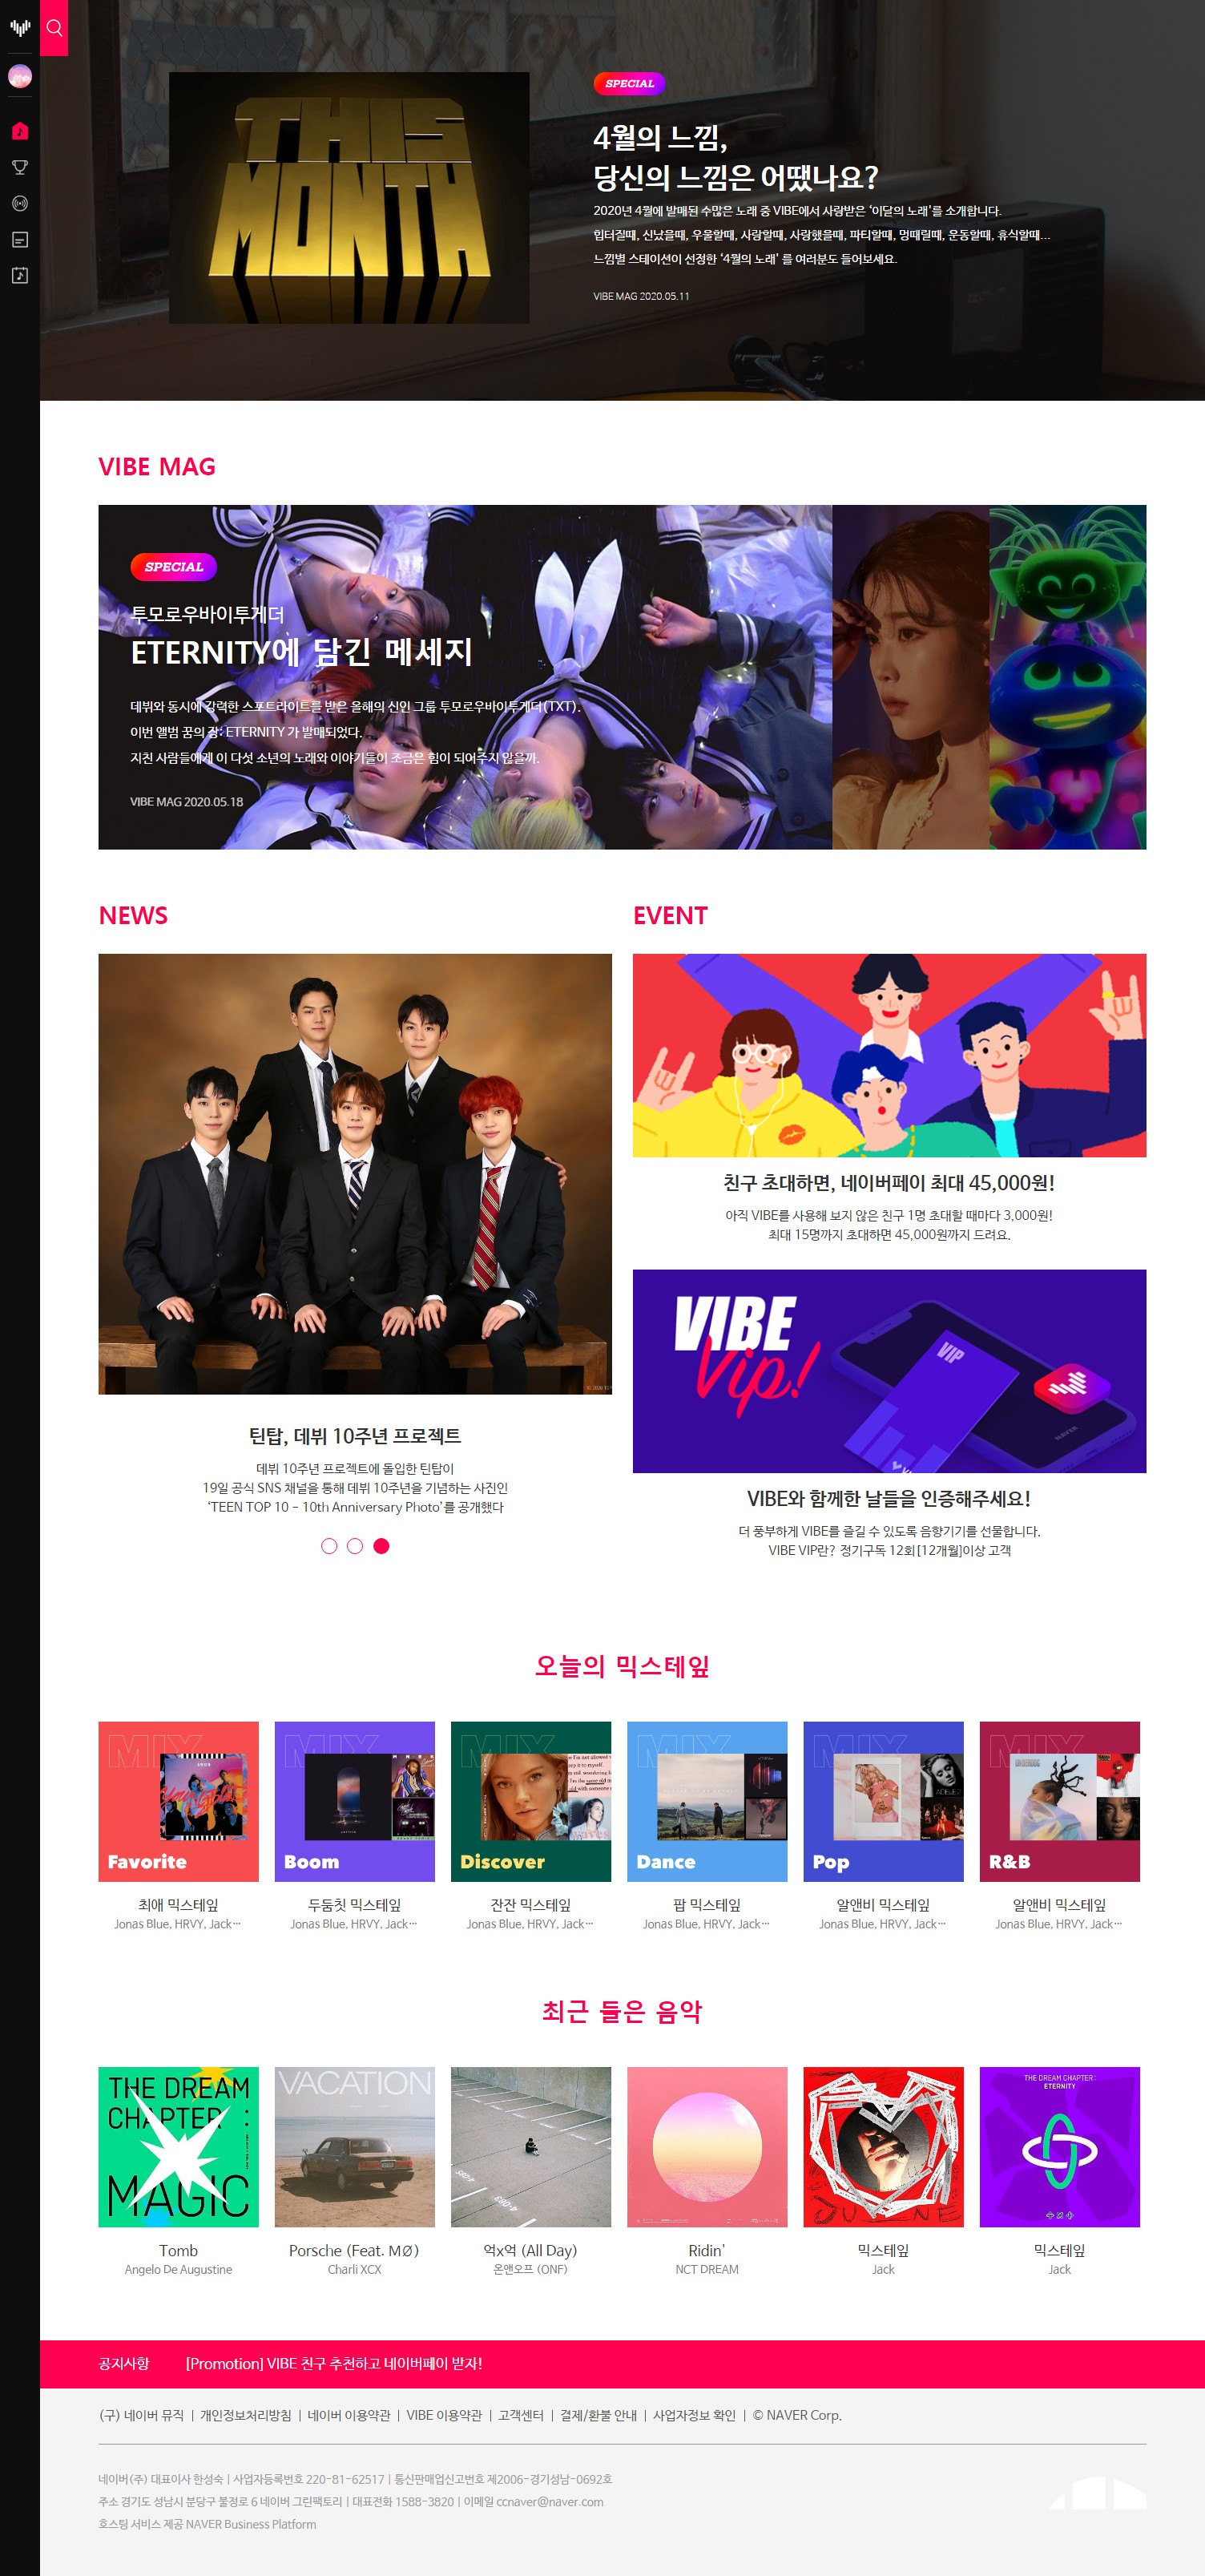 THIS
MONTH
SPECIAL
4월의 느낌,
당신의 느낌은 어땠나요?
2020년 4월에 발매된 수많은 노래 중 VIBE에서 사랑받은 ‘이달의 노래’를 소개합니다.
힙터질때, 신났을때, 우울할때, 사랑할때, 사랑했을때, 파티할때, 멍때릴때, 운동할때, 휴식할때...
느낌별 스테이션이 선정한 ‘4월의 노래’ 를 여러분도 들어보세요.
VIBE MAG 2020.05.11
VIBE MAG
SPECIAL
투모로우바이투게더
ETERNITY에 담긴 메세지
데뷔와 동시에 강력한 스포트라이트를 받은 올해의 신인 그룹 투모로우바이투게더(TXT).
이번 앨범 꿈의 장: ETERNITY 가 발매되었다.
지친 사람들에게 이 다섯 소년의 노래와 이야기들이 조금은 힘이 되어주지 않을까.
VIBE MAG 2020.05.18
NEWS
틴탑, 데뷔 10주년 프로젝트
데뷔 10주년 프로젝트에 돌입한 틴탑이
19일 공식 SNS 채널을 통해 데뷔 10주년을 기념하는 사진인
‘TEEN TOP 10 - 10th Anniversary Photo’를 공개했다
EVENT
친구 초대하면, 네이버페이 최대 45,000원!
아직 VIBE를 사용해 보지 않은 친구 1명 초대할 때마다 3,000원!
최대 15명까지 초대하면 45,000원까지 드려요.
VIBE
Vip!
VIP
NAVER
VIBE와 함께한 날들을 인증해주세요!
더 풍부하게 VIBE를 즐길 수 있도록 음향기기를 선물합니다.
VIBE VIP란? 정기구독 12회[12개월]이상 고객
오늘의 믹스테잎
MIX MIX MIX MIX MIX MIX
Favorite Boom Discover Dance Pop R&B
최애 믹스테잎 두둠칫 믹스테잎 잔잔 믹스테잎 팝 믹스테잎 알앤비 믹스테잎 알앤비 믹스테잎
Jonas Blue, HRVY, Jack… Jonas Blue, HRVY, Jack… Jonas Blue, HRVY, Jack… Jonas Blue, HRVY, Jack… Jonas Blue, HRVY, Jack… Jonas Blue, HRVY, Jack…
최근 들은 음악
THE DREAM
CHAPTER :
MAGIC
VACATION
THE DREAM CHAPTER :
ETERNITY
Tomb Porsche (Feat. MØ) 억x억 (All Day) Ridin' 믹스테잎 믹스테잎
Angelo De Augustine Charli XCX 온앤오프 (ONF) NCT DREAM Jack Jack
공지사항 [Promotion] VIBE 친구 추천하고 네이버페이 받자!
(구) 네이버 뮤직 | 개인정보처리방침 | 네이버 이용약관 | VIBE 이용약관 | 고객센터 | 결제/환불 안내 | 사업자정보 확인 | © NAVER Corp.
네이버(주) 대표이사 한성숙 | 사업자등록번호 220-81-62517 | 통신판매업신고번호 제2006-경기성남-0692호
주소 경기도 성남시 분당구 불정로 6 네이버 그린팩토리 | 대표전화 1588-3820 | 이메일 ccnaver@naver.com
호스팅 서비스 제공 NAVER Business Platform